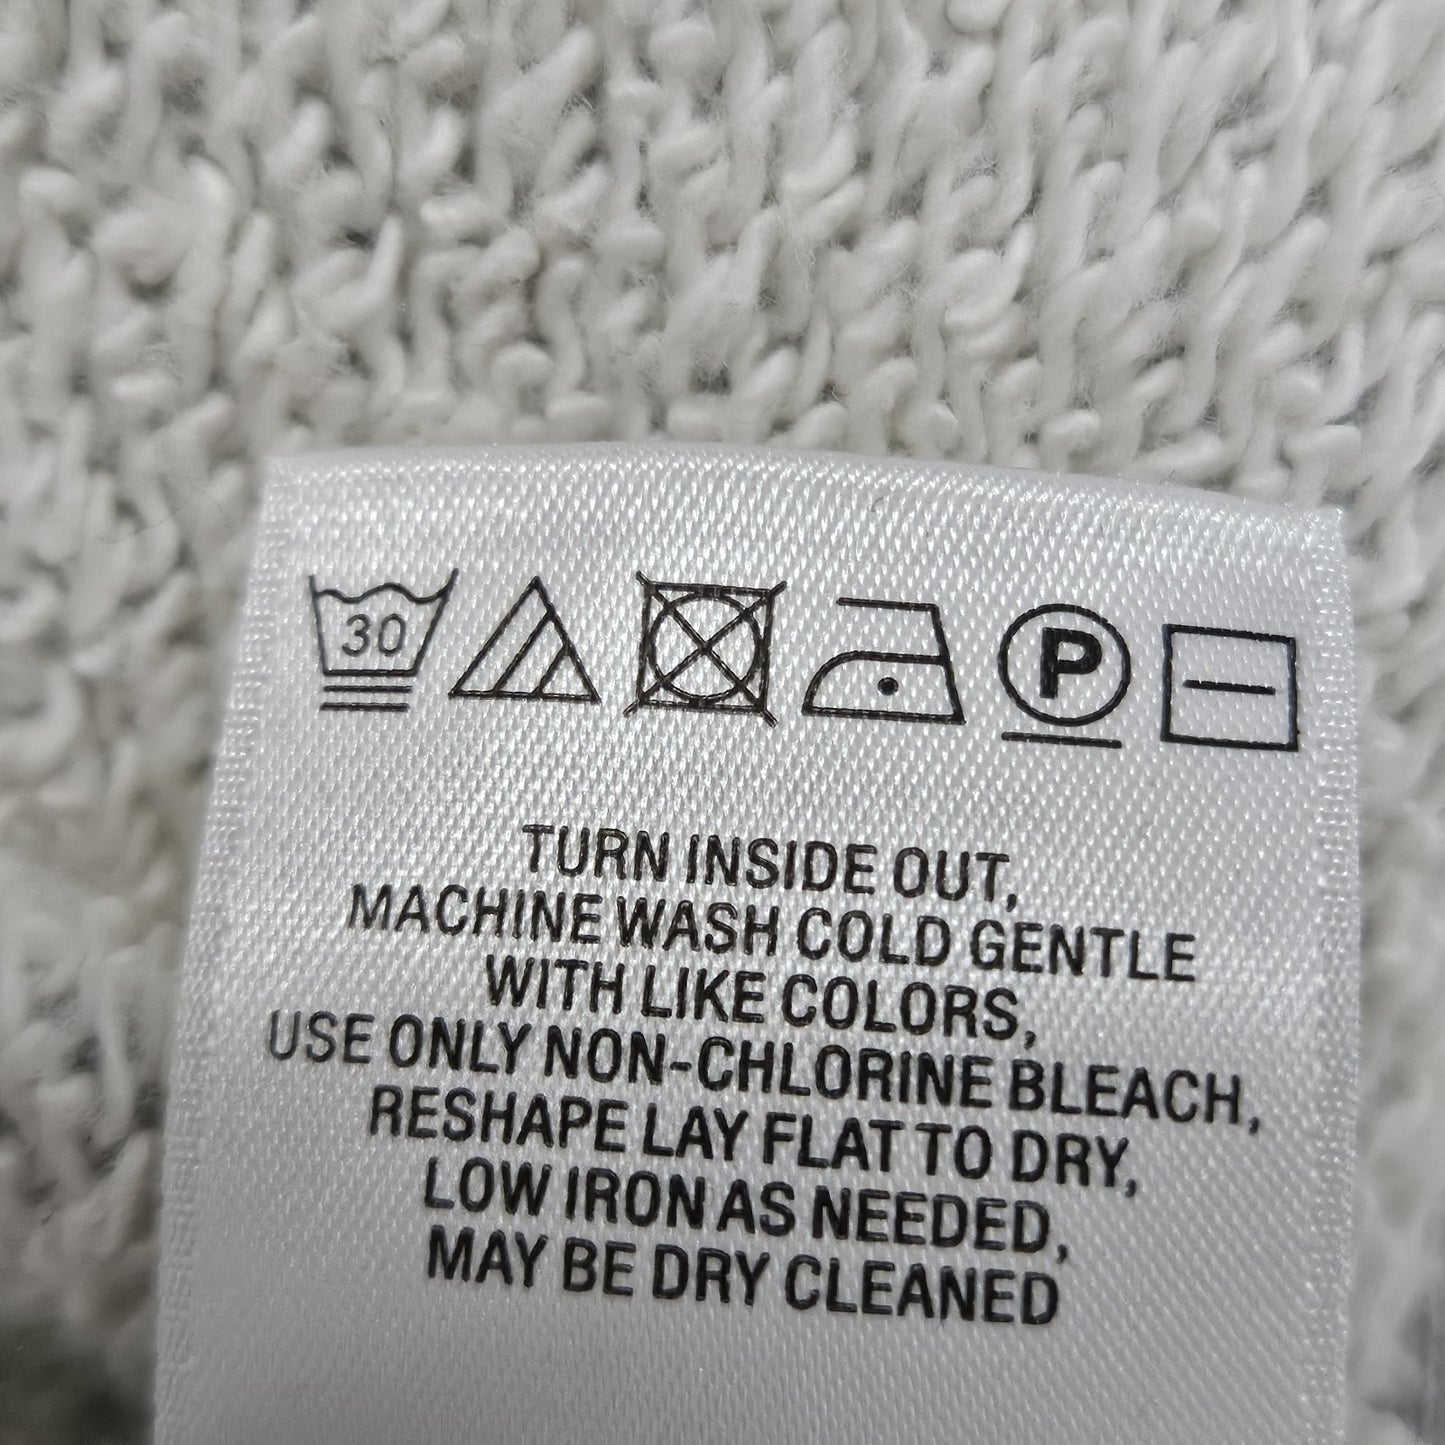 30 P
TURN INSIDE OUT,
MACHINE WASH COLD GENTLE
WITH LIKE COLORS,
USE ONLY NON-CHLORINE BLEACH,
RESHAPE LAY FLAT TO DRY,
LOW IRON AS NEEDED,
MAY BE DRY CLEANED